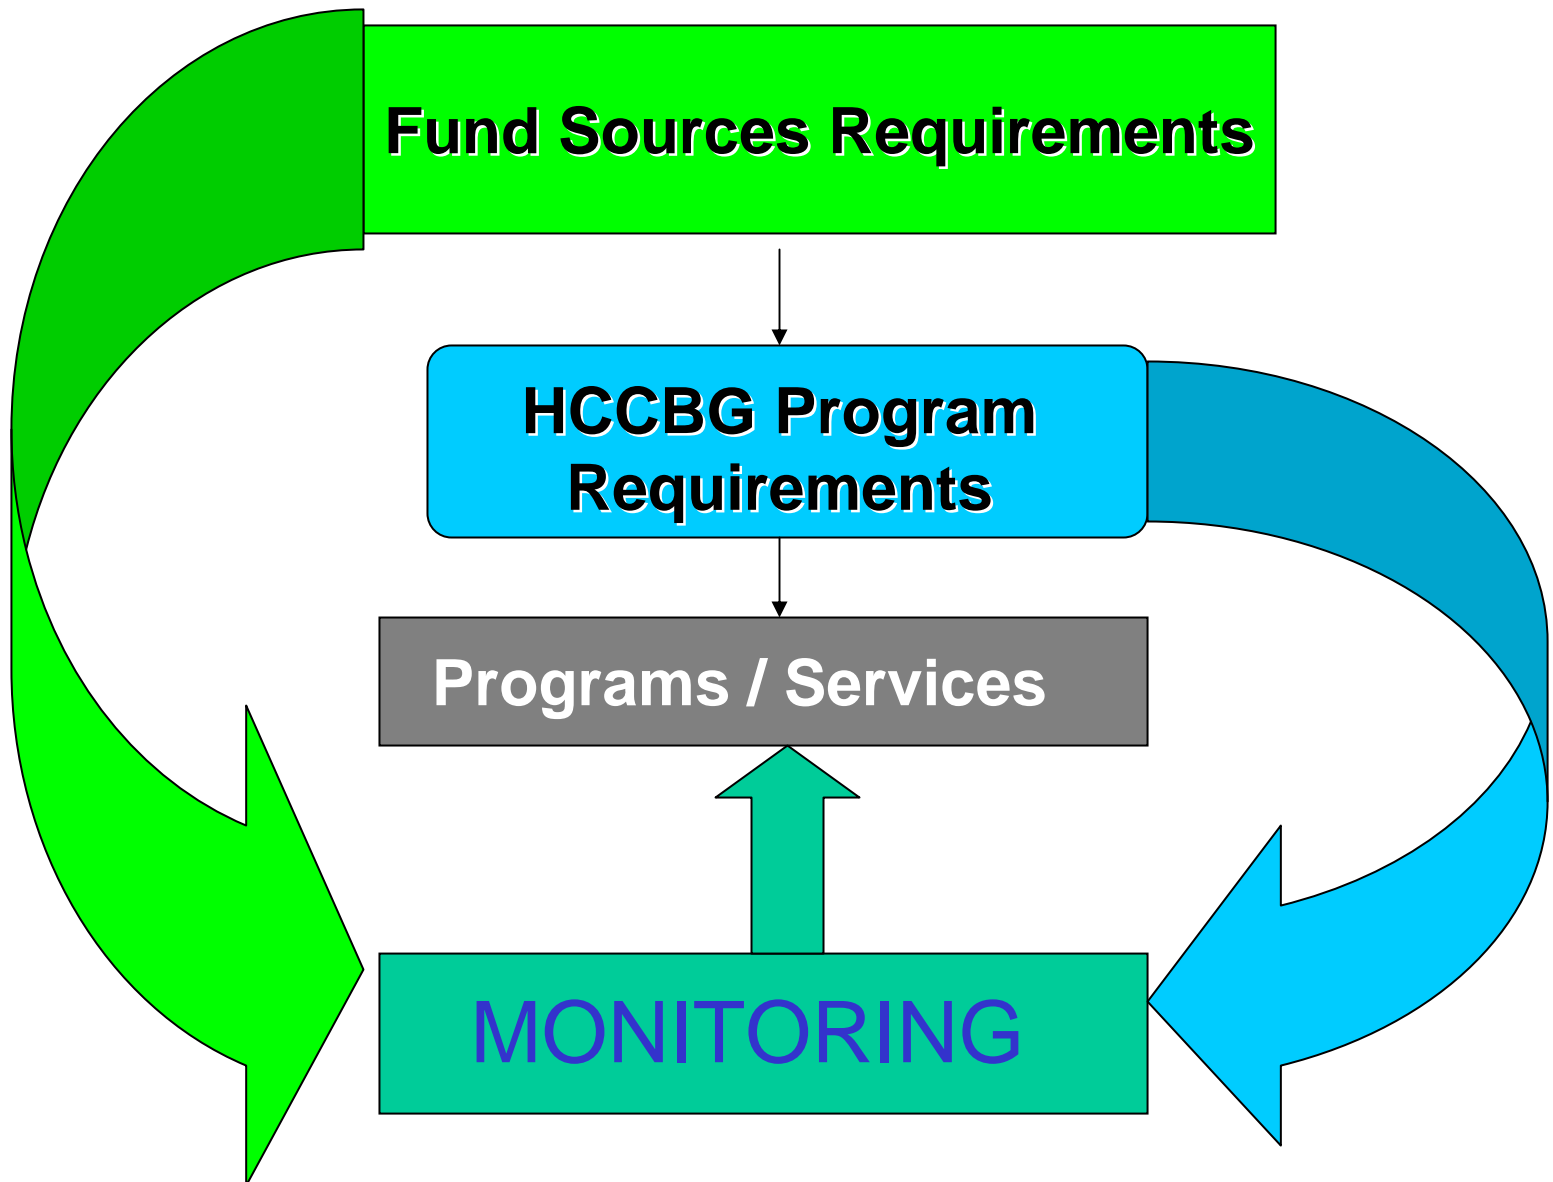 Fund Sources Requirements
HCCBG Program
Requirements
Programs / Services
MONITORING